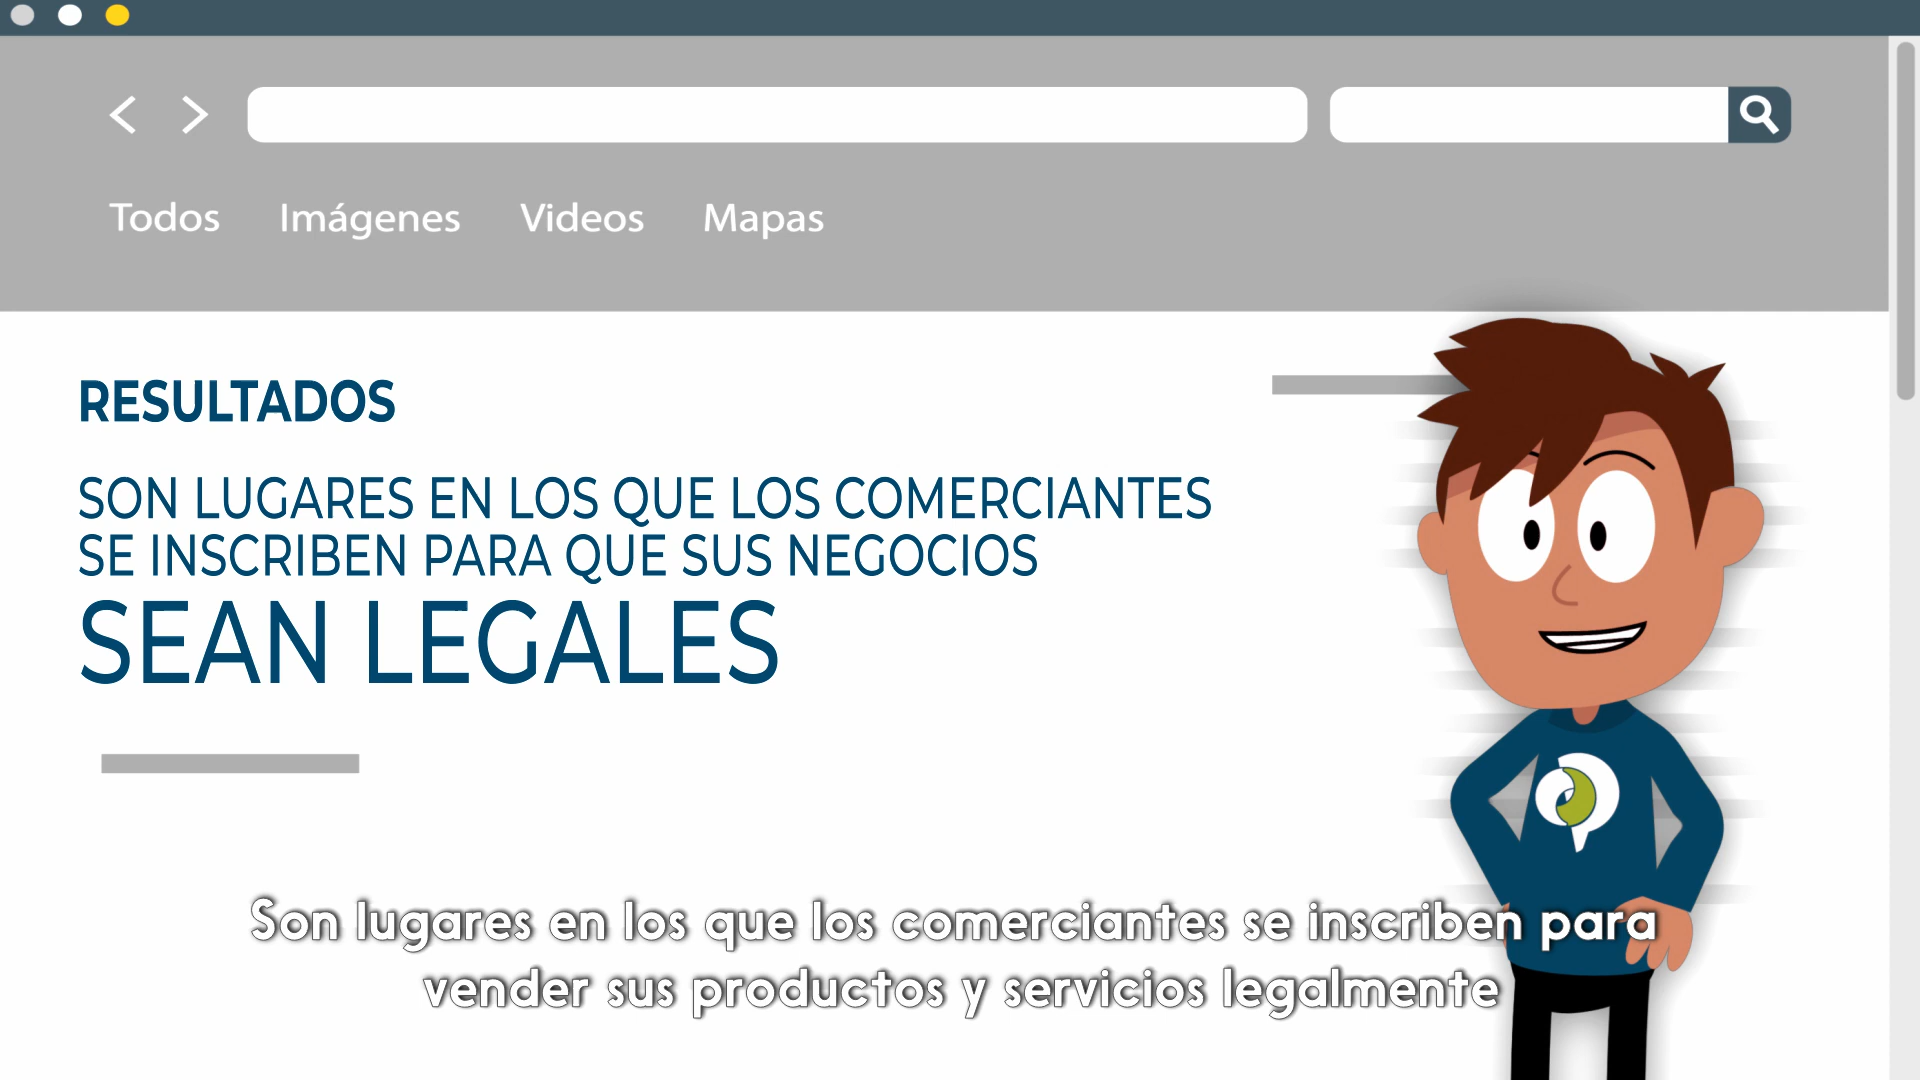 Todos Imágenes Videos Mapas
RESULTADOS
SON LUGARES EN LOS QUE LOS COMERCIANTES
SE INSCRIBEN PARA QUE SUS NEGOCIOS
SEAN LEGALES
Son lugares en los que los comerciantes se inscriben para
vender sus productos y servicios legalmente